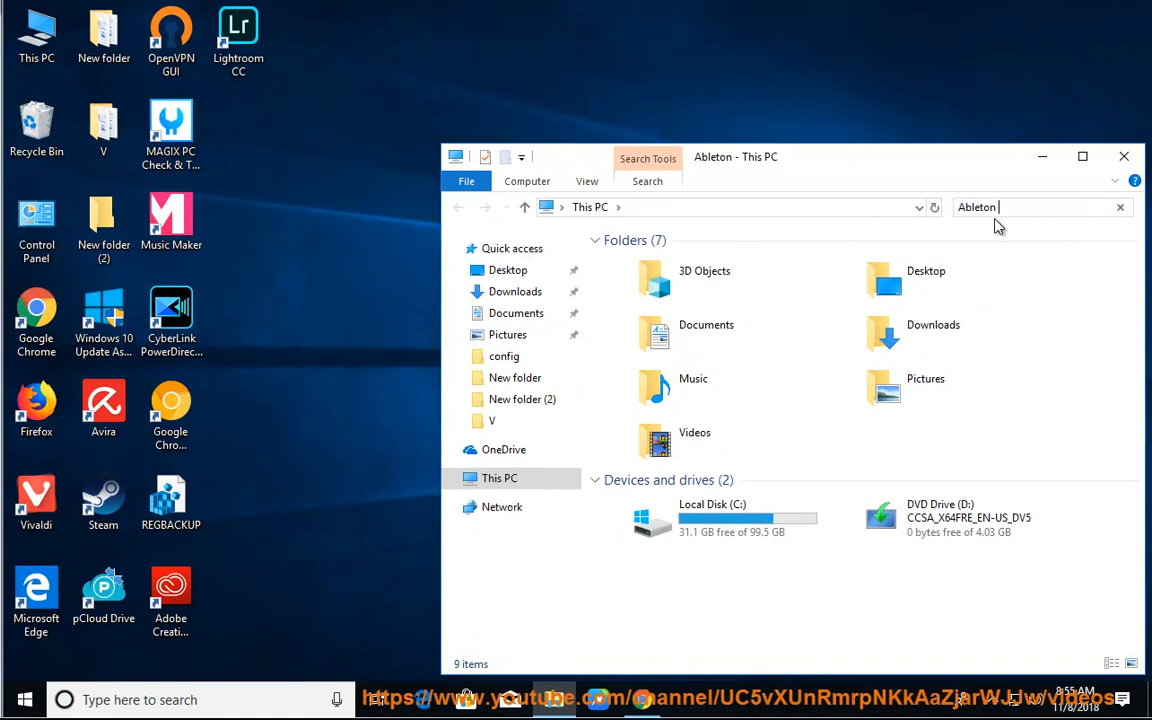 This PC
New folder
OpenVPN
GUI
Lr
Lightroom
CC
Recycle Bin
V
MAGIX PC
Check & T...
Control
Panel
New folder
(2)
Music Maker
Google
Chrome
Windows 10
Update As...
CyberLink
PowerDirec...
Firefox
Avira
Google
Chro...
Vivaldi
Steam
REGBACKUP
Microsoft
Edge
pCloud Drive
Adobe
Creati...
Search Tools
Ableton - This PC
File
Computer
View
Search
This PC
Ableton
Quick access
Desktop
Downloads
Documents
Pictures
config
New folder
New folder (2)
V
OneDrive
This PC
Network
Folders (7)
3D Objects
Desktop
Documents
Downloads
Music
Pictures
Videos
Devices and drives (2)
Local Disk (C:)
31.1 GB free of 99.5 GB
DVD Drive (D:)
CCSA_X64FRE_EN-US_DV5
0 bytes free of 4.03 GB
9 items
Type here to search
https://www.youtube.com/channel/UC5vXUnRmrpNKkAaZjarWJLw/videos
8:55 AM
11/8/2018